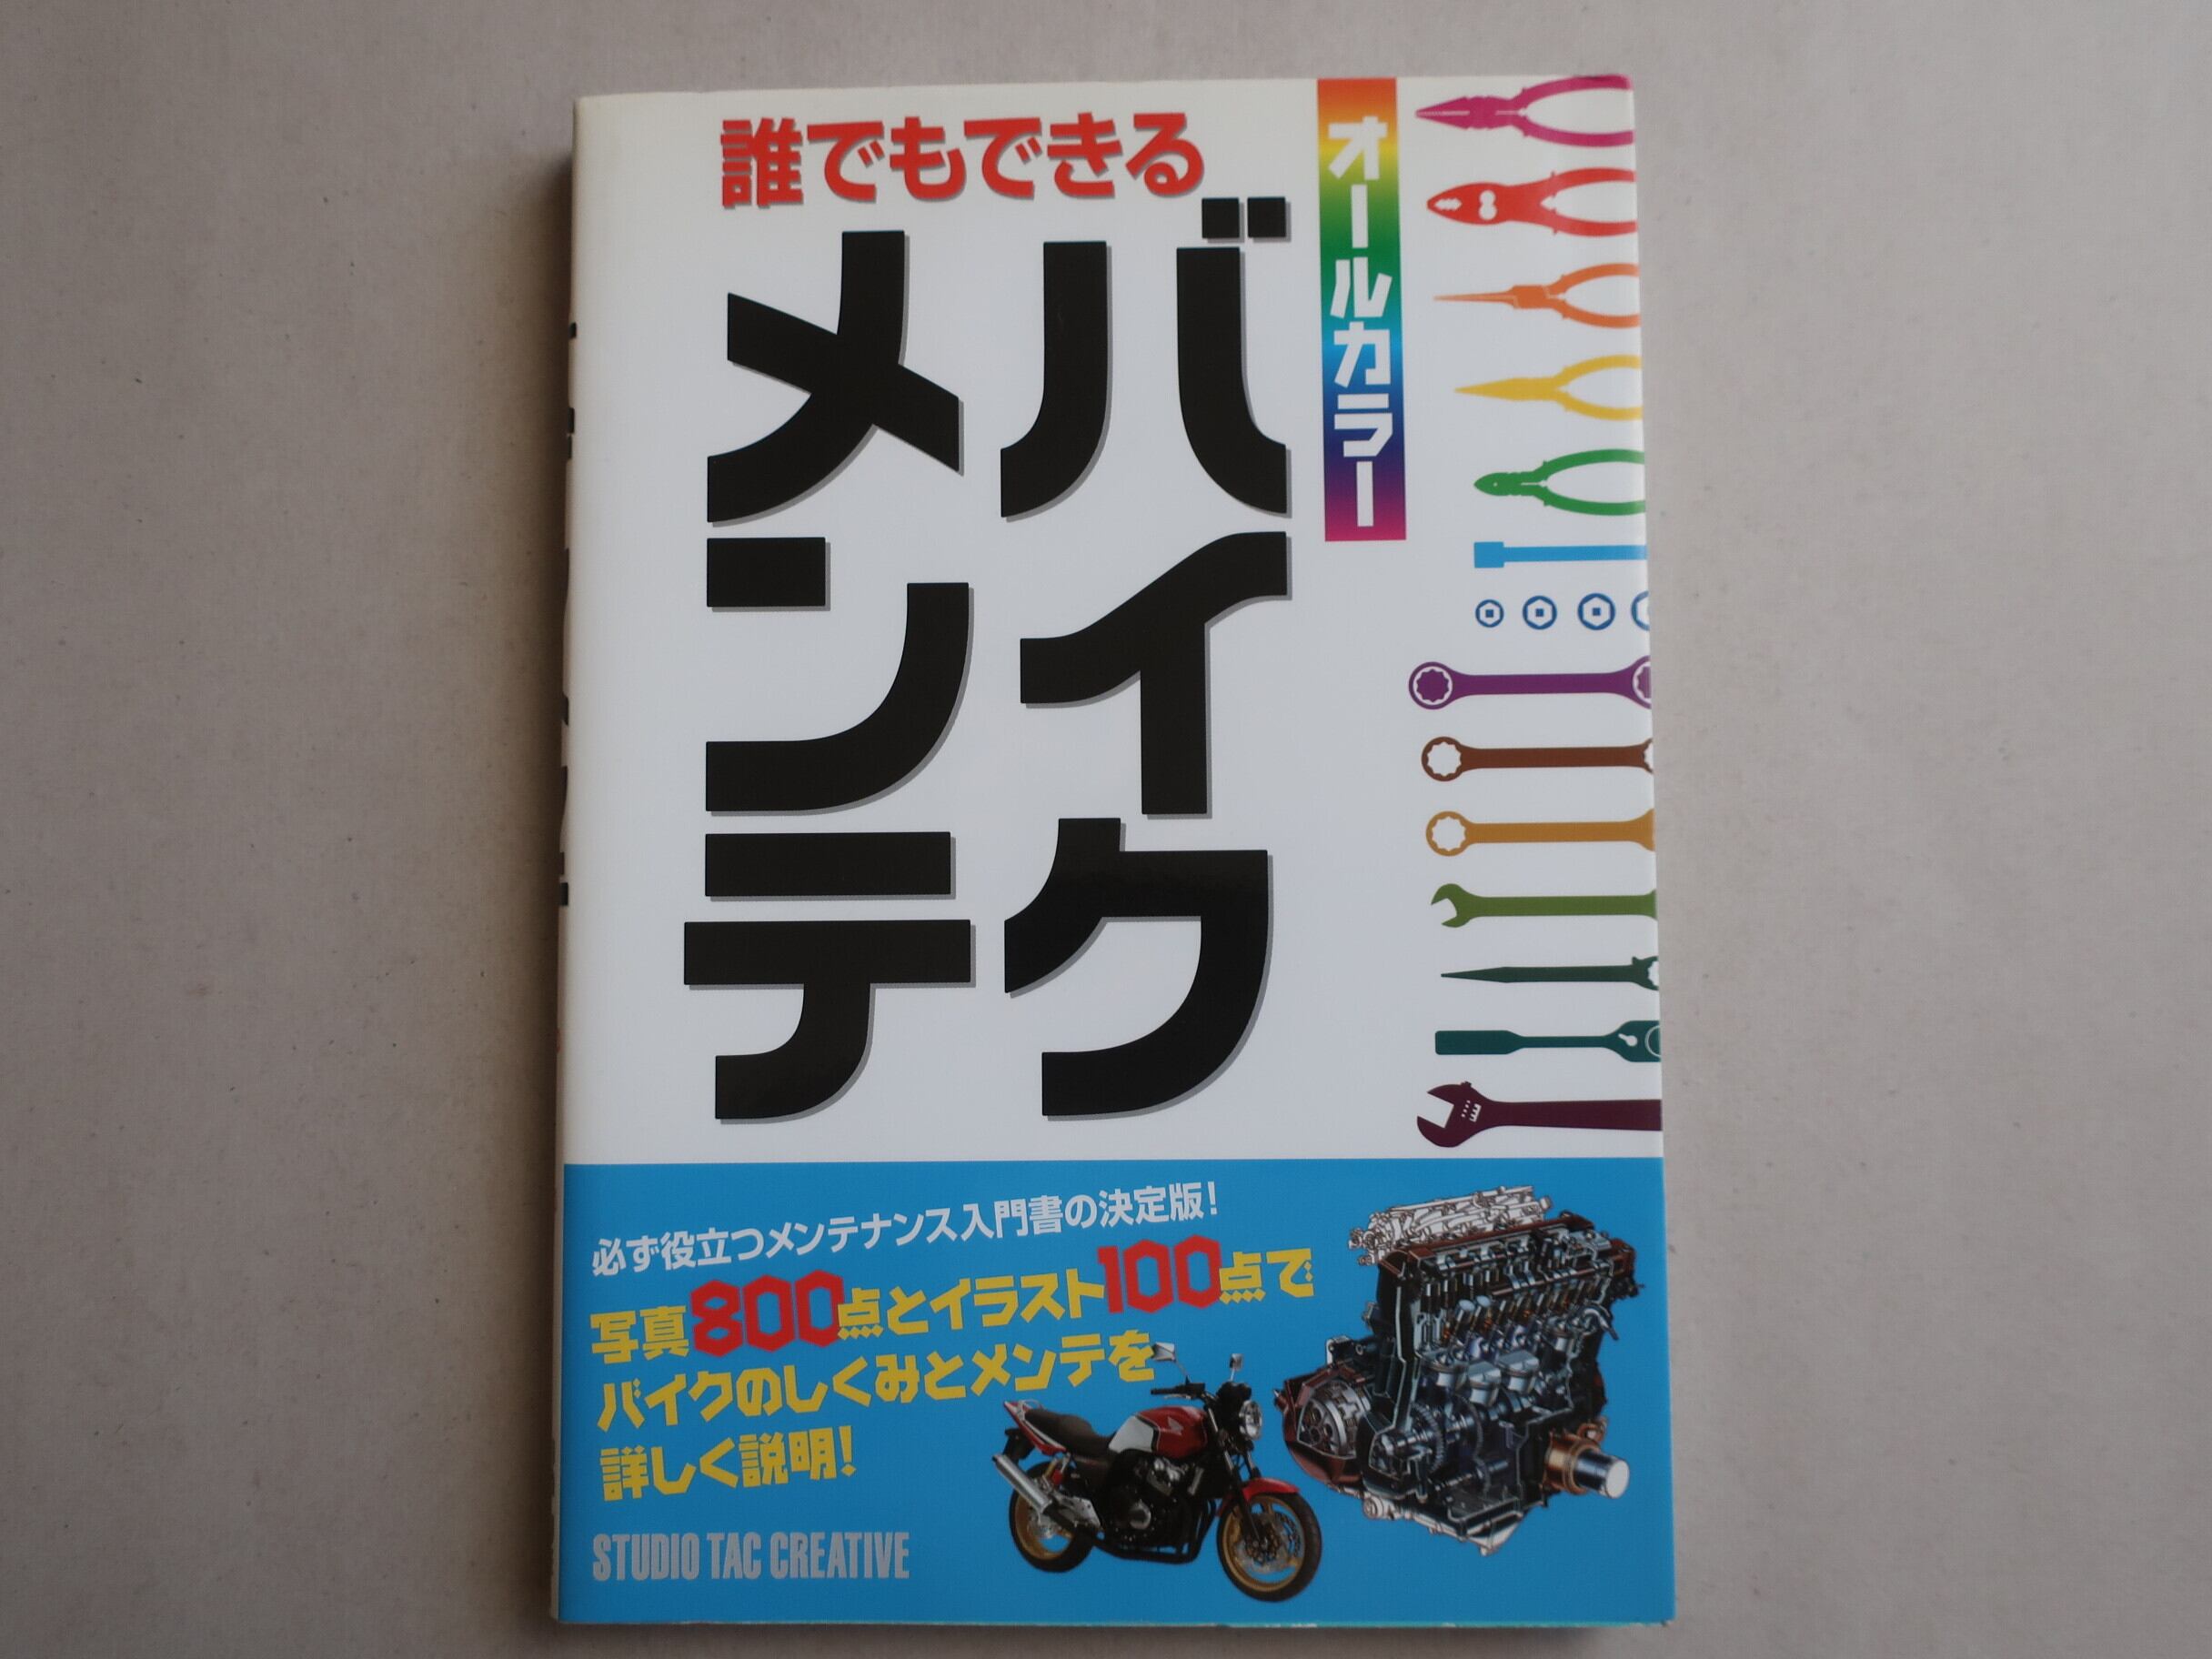 誰でもできる
バイク
メンテ
オールカラー
必ず役立つメンテナンス入門書の決定版!
写真800点とイラスト100点で
バイクのしくみとメンテを
詳しく説明!
STUDIO TAC CREATIVE